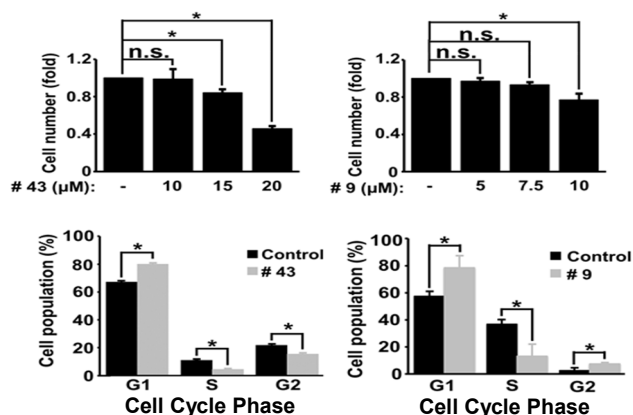 *
*
n.s.
Cell number (fold)
1.2
0.8
0.4
0
# 43 (µM): - 10 15 20
*
n.s.
n.s.
Cell number (fold)
1.2
0.8
0.4
0
# 9 (µM): - 5 7.5 10
Cell population (%)
100
80
60
40
20
0
* * *
Control
# 43
G1 S G2
Cell Cycle Phase
Cell population (%)
100
80
60
40
20
0
* * *
Control
# 9
G1 S G2
Cell Cycle Phase